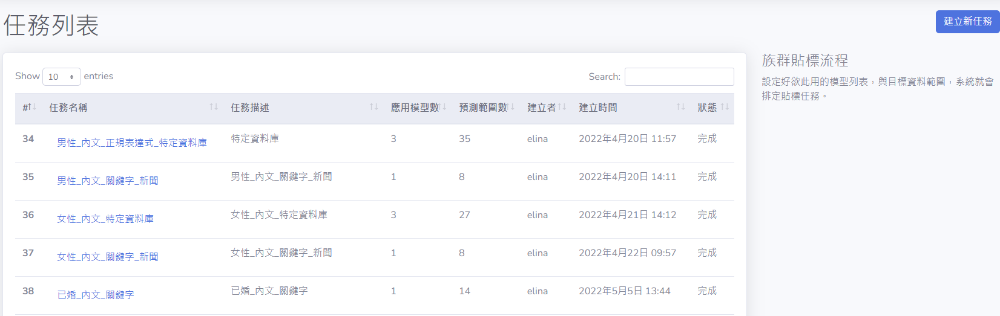 任務列表
建立新任務
Show 10 entries
Search:
# 任務名稱 任務描述 應用模型數 預測範圍數 建立者 建立時間 狀態
34 男性_內文_正規表達式_特定資料庫 特定資料庫 3 35 elina 2022年4月20日 11:57 完成
35 男性_內文_關鍵字_新聞 男性_內文_關鍵字_新聞 1 8 elina 2022年4月20日 14:11 完成
36 女性_內文_特定資料庫 女性_內文_特定資料庫 3 27 elina 2022年4月21日 14:12 完成
37 女性_內文_關鍵字_新聞 女性_內文_關鍵字_新聞 1 8 elina 2022年4月22日 09:57 完成
38 已婚_內文_關鍵字 已婚_內文_關鍵字 1 14 elina 2022年5月5日 13:44 完成
族群貼標流程
設定好欲此用的模型列表，與目標資料範圍，系統就會
排定貼標任務。